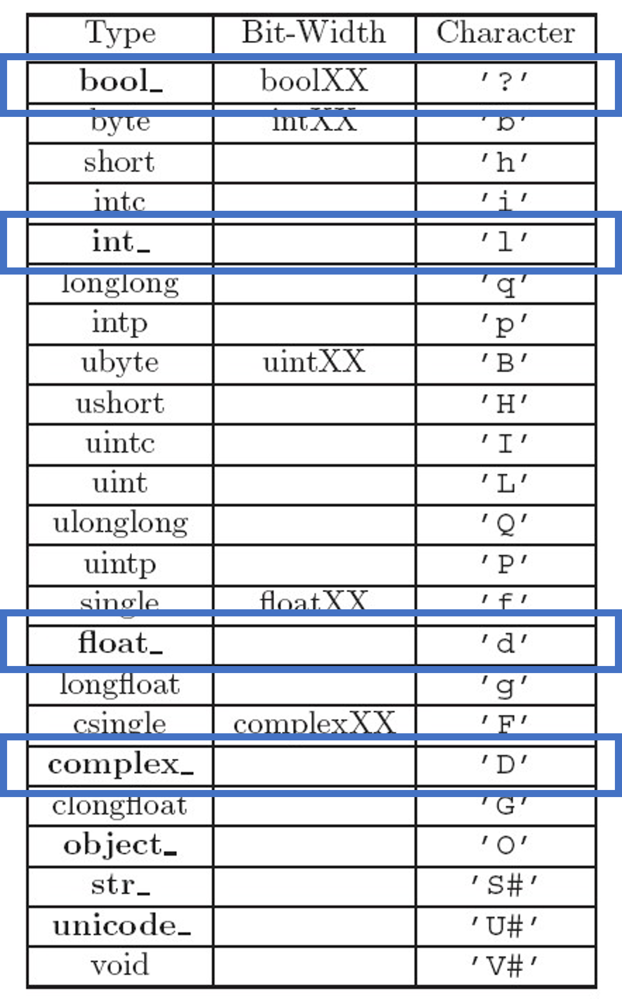 Type Bit-Width Character
bool_ boolXX '?'
byte intXX 'b'
short 'h'
intc 'i'
int_ 'l'
longlong 'q'
intp 'p'
ubyte uintXX 'B'
ushort 'H'
uintc 'I'
uint 'L'
ulonglong 'Q'
uintp 'P'
single floatXX 'f'
float_ 'd'
longfloat 'g'
csingle complexXX 'F'
complex_ 'D'
clongfloat 'G'
object_ 'O'
str_ 'S#'
unicode_ 'U#'
void 'V#'